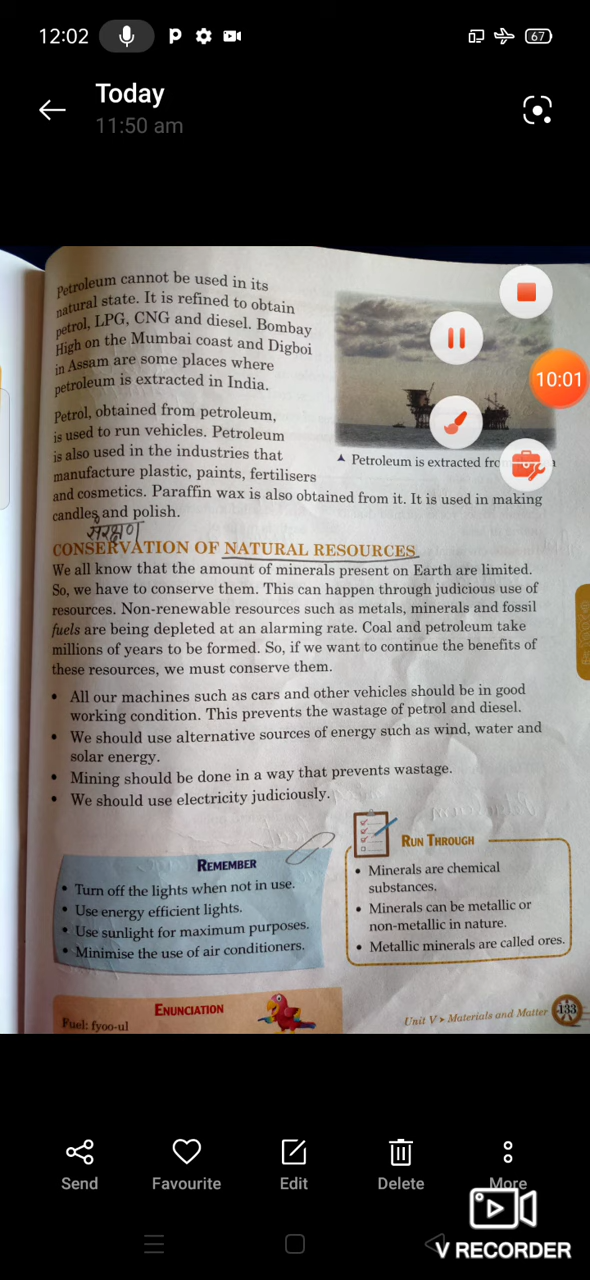 12:02
67
Today
11:50 am
Petroleum cannot be used in its
natural state. It is refined to obtain
petrol, LPG, CNG and diesel. Bombay
High on the Mumbai coast and Digboi
in Assam are some places where
petroleum is extracted in India.
Petrol, obtained from petroleum,
is used to run vehicles. Petroleum
is also used in the industries that
manufacture plastic, paints, fertilisers
and cosmetics. Paraffin wax is also obtained from it. It is used in making
candles and polish.
▲ Petroleum is extracted
10:01
संरक्षण
CONSERVATION OF NATURAL RESOURCES
We all know that the amount of minerals present on Earth are limited.
So, we have to conserve them. This can happen through judicious use of
resources. Non-renewable resources such as metals, minerals and fossil
fuels are being depleted at an alarming rate. Coal and petroleum take
millions of years to be formed. So, if we want to continue the benefits of
these resources, we must conserve them.
• All our machines such as cars and other vehicles should be in good
working condition. This prevents the wastage of petrol and diesel.
• We should use alternative sources of energy such as wind, water and
solar energy.
• Mining should be done in a way that prevents wastage.
• We should use electricity judiciously.
REMEMBER
• Turn off the lights when not in use.
• Use energy efficient lights.
• Use sunlight for maximum purposes.
• Minimise the use of air conditioners.
RUN THROUGH
• Minerals are chemical
substances.
• Minerals can be metallic or
non-metallic in nature.
• Metallic minerals are called ores.
ENUNCIATION
Fuel: fyoo-ul
Unit V > Materials and Matter 133
Send
Favourite
Edit
Delete
More
V RECORDER